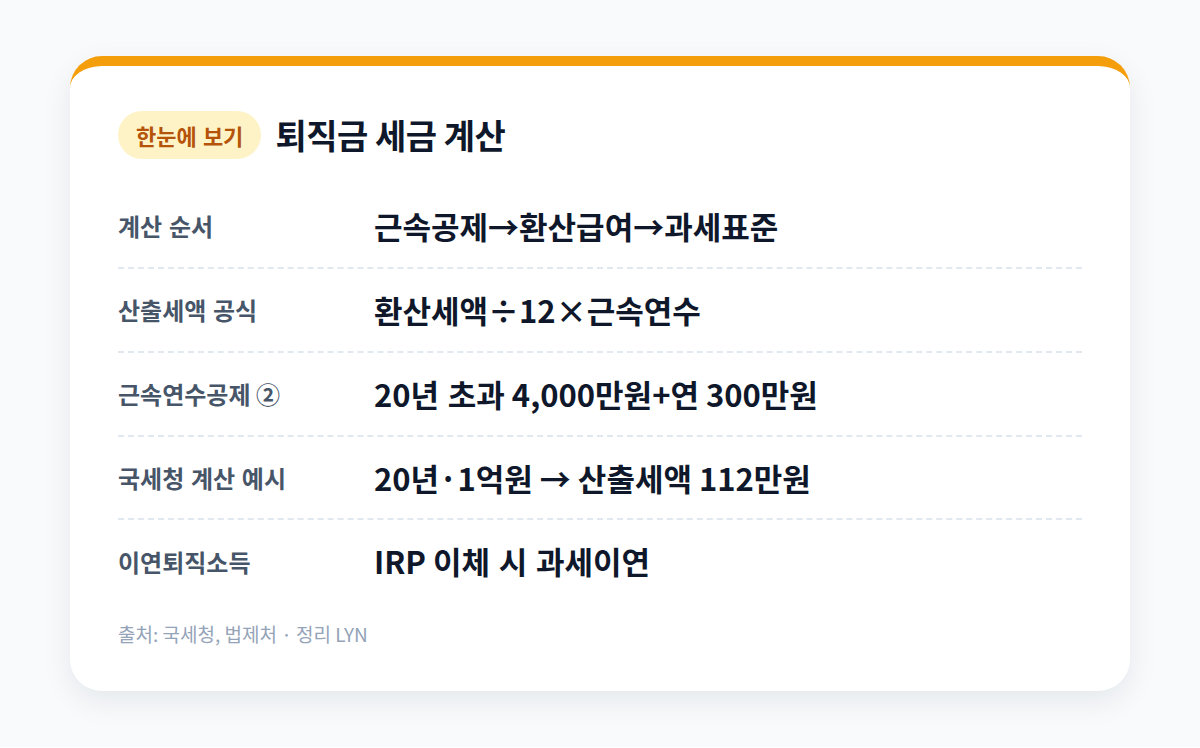 한눈에 보기 퇴직금 세금 계산
계산 순서 근속공제→환산급여→과세표준
산출세액 공식 환산세액÷12×근속연수
근속연수공제 ② 20년 초과 4,000만원+연 300만원
국세청 계산 예시 20년·1억원 → 산출세액 112만원
이연퇴직소득 IRP 이체 시 과세이연
출처: 국세청, 법제처 · 정리 LYN